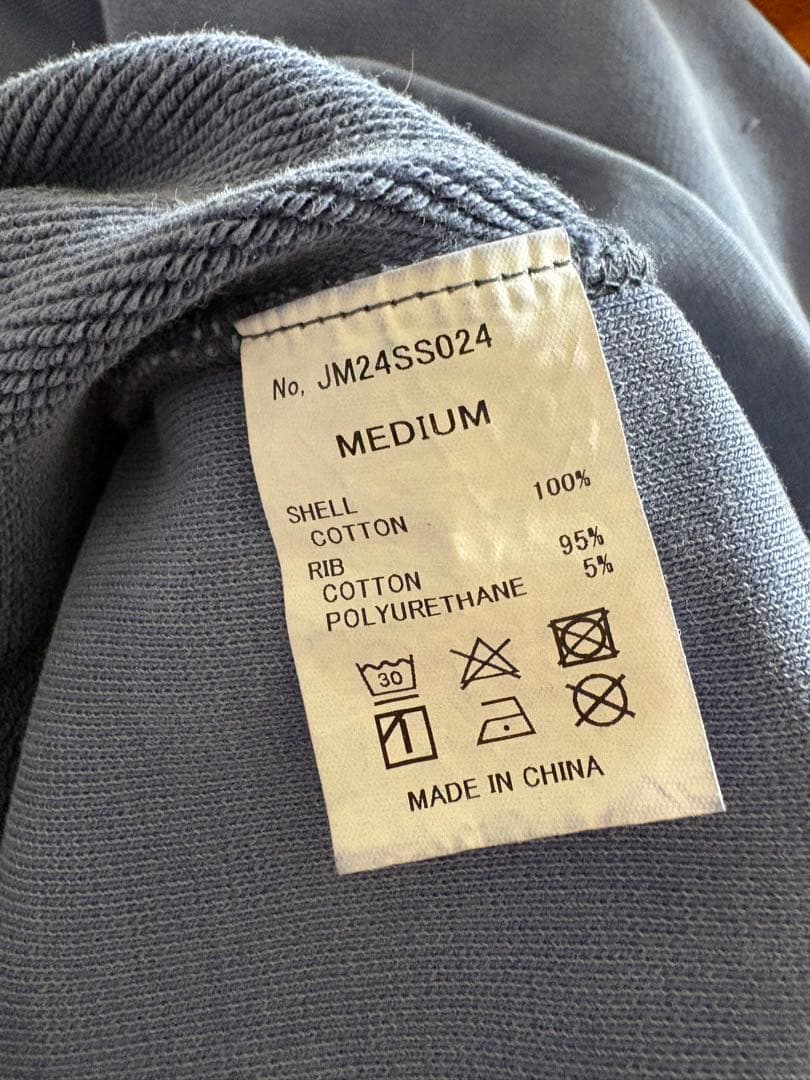 No, JM24SS024
MEDIUM
SHELL
COTTON 100%
RIB
COTTON 95%
POLYURETHANE 5%
30
MADE IN CHINA